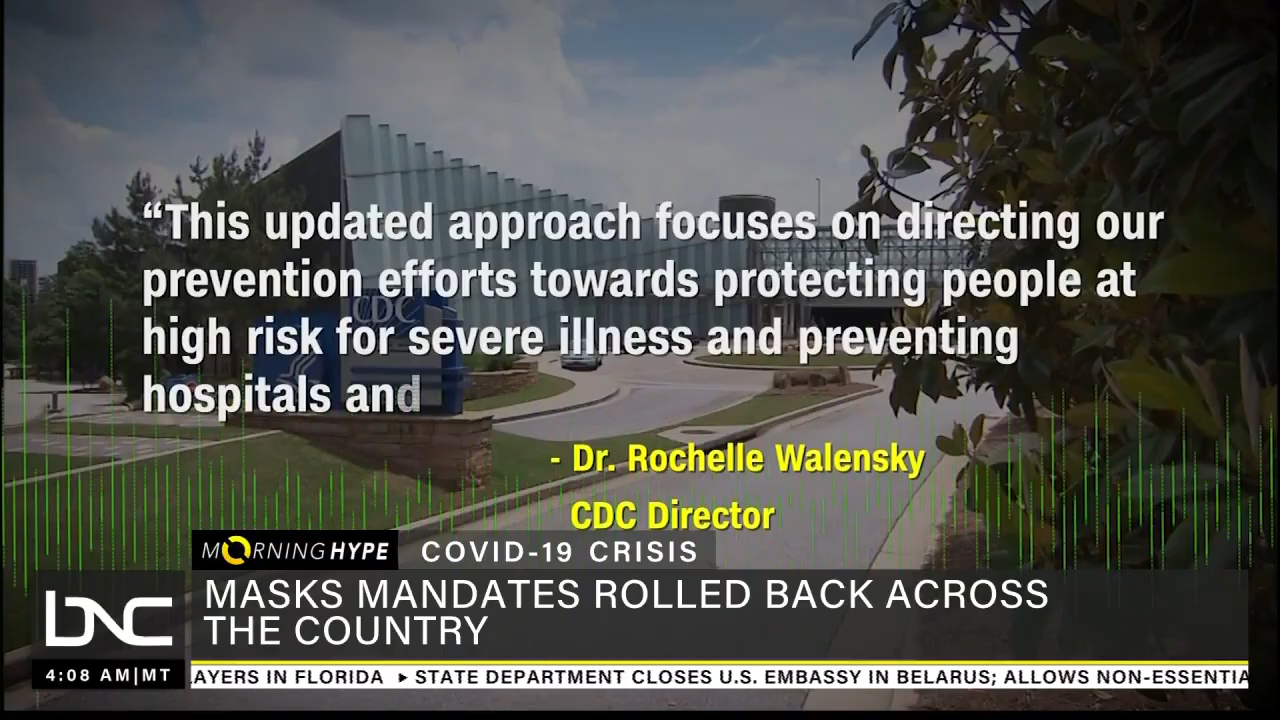 “This updated approach focuses on directing our
prevention efforts towards protecting people at
high risk for severe illness and preventing
hospitals and
CDC
- Dr. Rochelle Walensky
CDC Director
MORNING HYPE COVID-19 CRISIS
MASKS MANDATES ROLLED BACK ACROSS
THE COUNTRY
BNC
4:08 AM|MT
AYERS IN FLORIDA ▸ STATE DEPARTMENT CLOSES U.S. EMBASSY IN BELARUS; ALLOWS NON-ESSENTIA